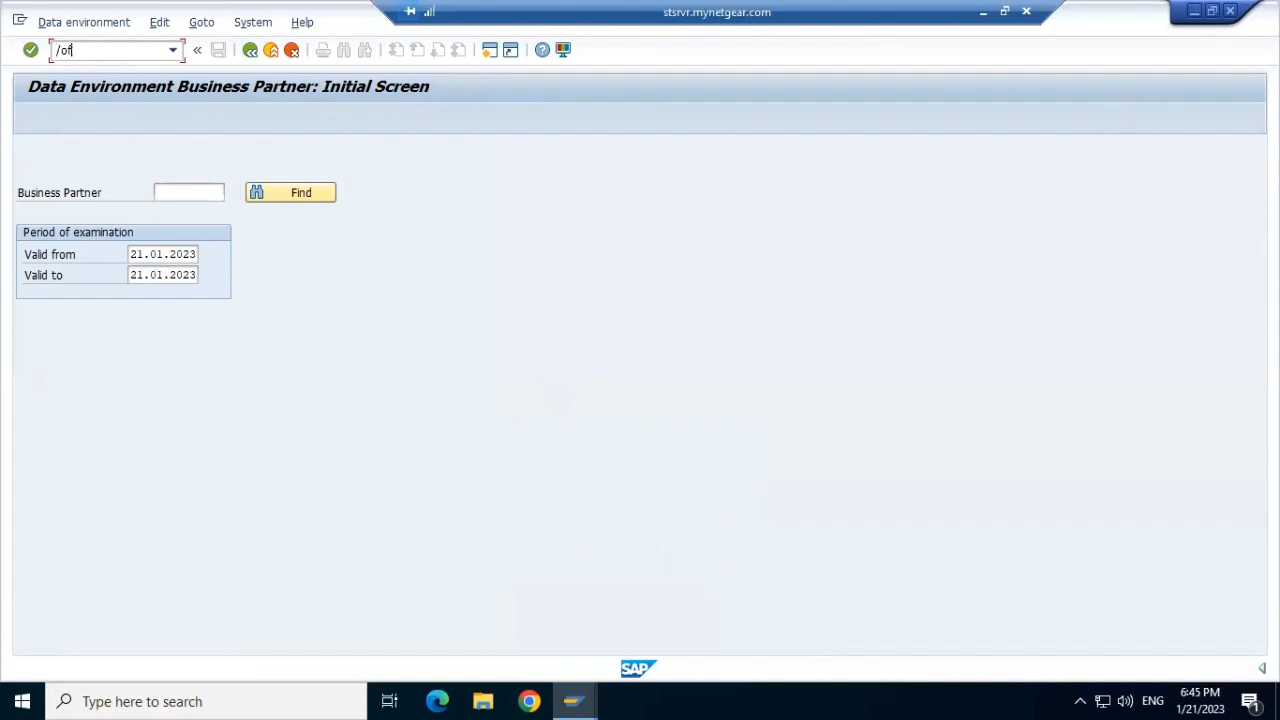 Data environment Edit Goto System Help
stsrvr.mynetgear.com
/of
Data Environment Business Partner: Initial Screen
Business Partner Find
Period of examination
Valid from 21.01.2023
Valid to 21.01.2023
SAP
Type here to search
ENG
6:45 PM
1/21/2023
1